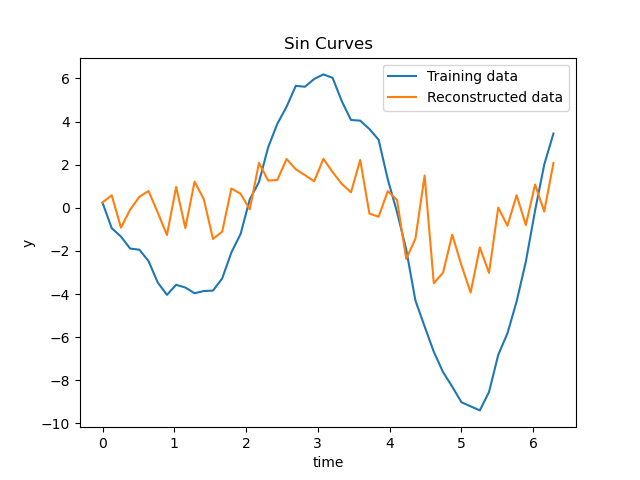 Sin Curves
Training data
Reconstructed data
y
6
4
2
0
−2
−4
−6
−8
−10
0 1 2 3 4 5 6
time